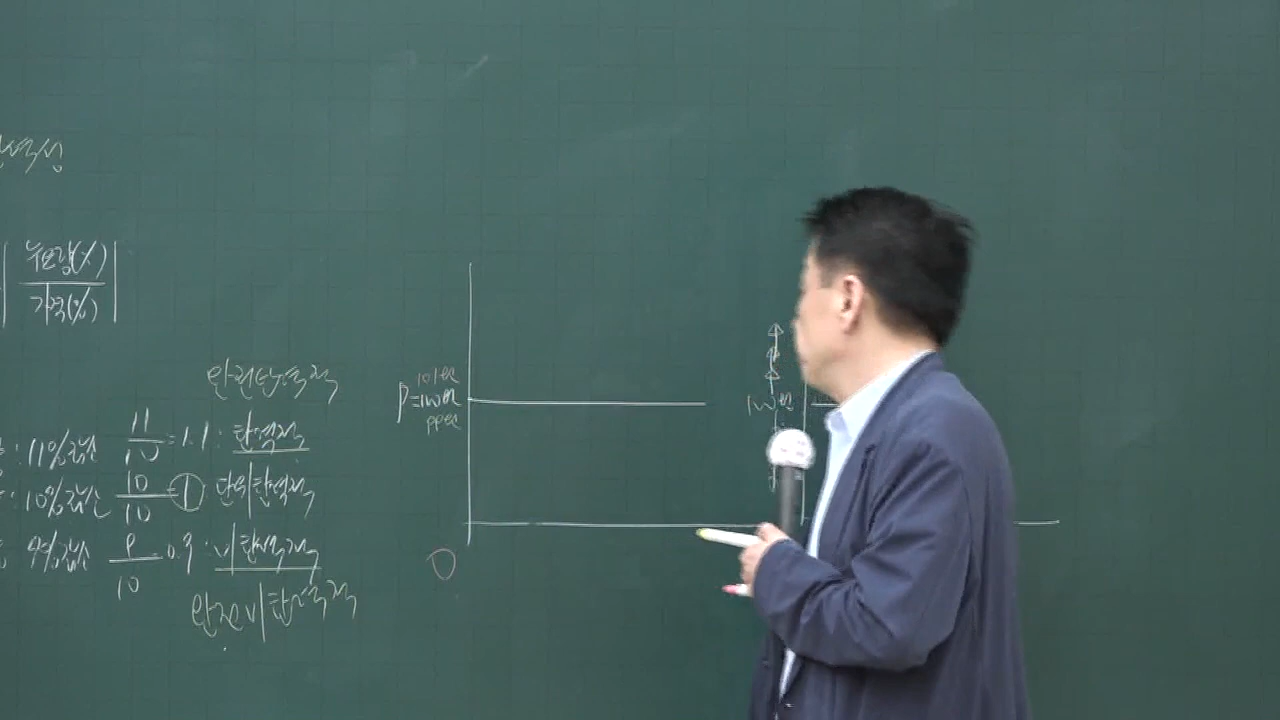 탄력성
수요량(%)
가격(%)
완전탄력적
: 11%감소 11/10 = 1.1 : 탄력적
: 10%감소 10/10 = 1 단위탄력적
9%감소 9/10 0.9 : 비탄력적
완전비탄력적
101원
P=100원
99원
100원
0